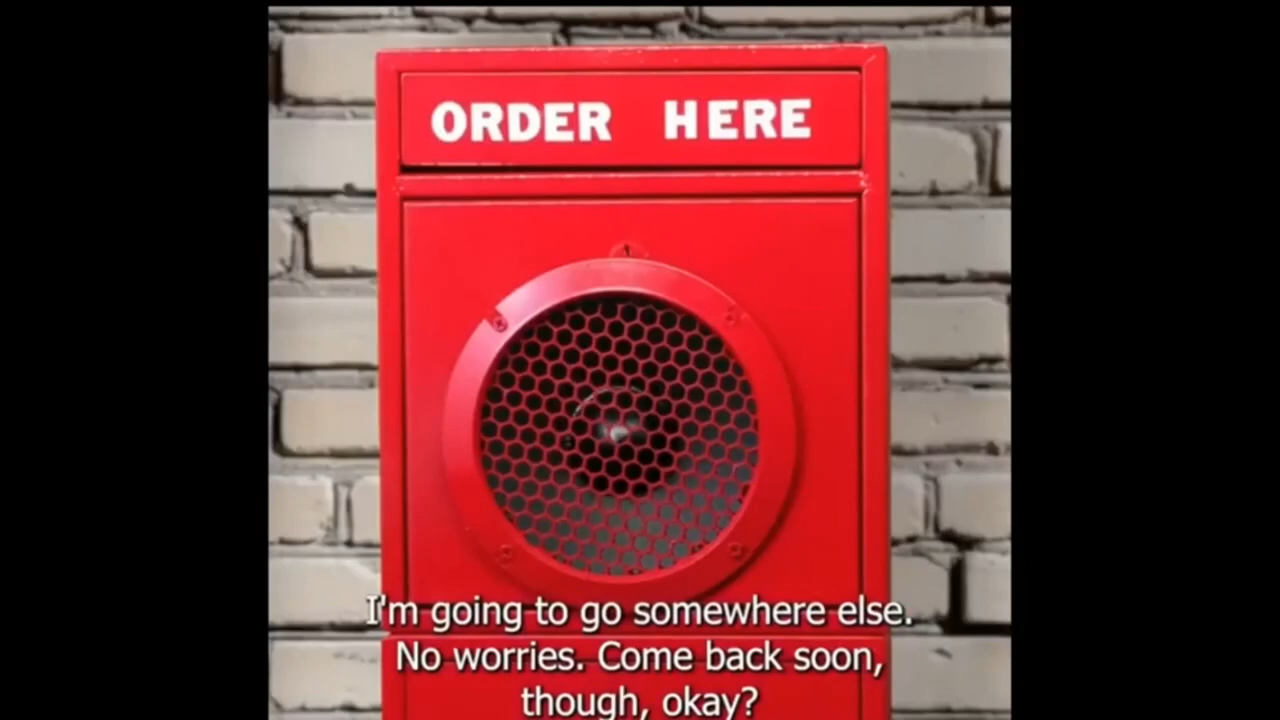 ORDER HERE
I'm going to go somewhere else.
No worries. Come back soon,
though, okay?